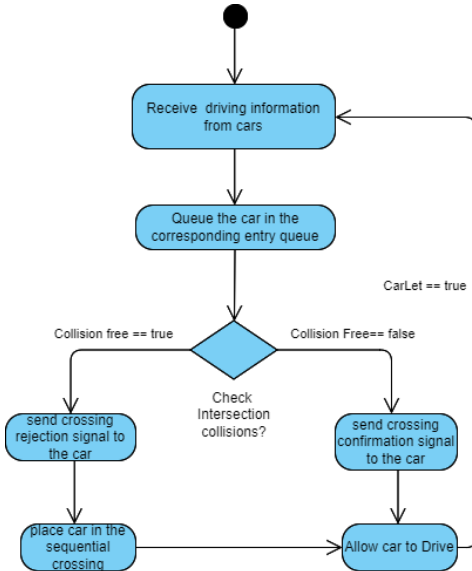 Receive driving information
from cars
Queue the car in the
corresponding entry queue
CarLet == true
Collision free == true
Collision Free== false
Check
Intersection
collisions?
send crossing
rejection signal to
the car
send crossing
confirmation signal
to the car
place car in the
sequential
crossing
Allow car to Drive